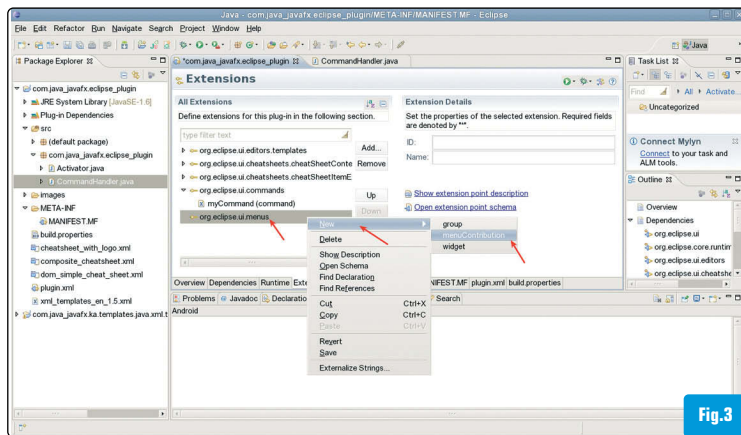 Java - com.java_javafx.eclipse_plugin/META-INF/MANIFEST.MF - Eclipse
File Edit Refactor Run Navigate Search Project Window Help
Java
Package Explorer
com.java_javafx.eclipse_plugin
JRE System Library [JavaSE-1.6]
Plug-in Dependencies
src
(default package)
com.java_javafx.eclipse_plugin
Activator.java
CommandHandler.java
images
META-INF
MANIFEST.MF
build.properties
cheatsheet_with_logo.xml
composite_cheatsheet.xml
dom_simple_cheat_sheet.xml
plugin.xml
xml_templates_en_1.5.xml
com.java_javafx.ka.templates.java.xml.t
*com.java_javafx.eclipse_plugin
CommandHandler.java
Extensions
All Extensions
Define extensions for this plug-in in the following section.
type filter text
org.eclipse.ui.editors.templates
org.eclipse.ui.cheatsheets.cheatSheetConte
org.eclipse.ui.cheatsheets.cheatSheetItemE
org.eclipse.ui.commands
myCommand (command)
org.eclipse.ui.menus
Add...
Remove
Up
Down
Extension Details
Set the properties of the selected extension. Required fields
are denoted by "*".
ID:
Name:
Show extension point description
Open extension point schema
New
Delete
Show Description
Open Schema
Find Declaration
Find References
Cut Ctrl+X
Copy Ctrl+C
Paste Ctrl+V
Revert
Save
Externalize Strings...
group
menuContribution
widget
Overview Dependencies Runtime Exte
NIFEST.MF plugin.xml build.properties
Problems Javadoc Declaratio
Search
Android
Task List
Find All Activate...
Uncategorized
Connect Mylyn
Connect to your task and
ALM tools.
Outline
Overview
Dependencies
org.eclipse.ui
org.eclipse.core.runtim
org.eclipse.ui.editors
org.eclipse.ui.cheatshe
Fig.3